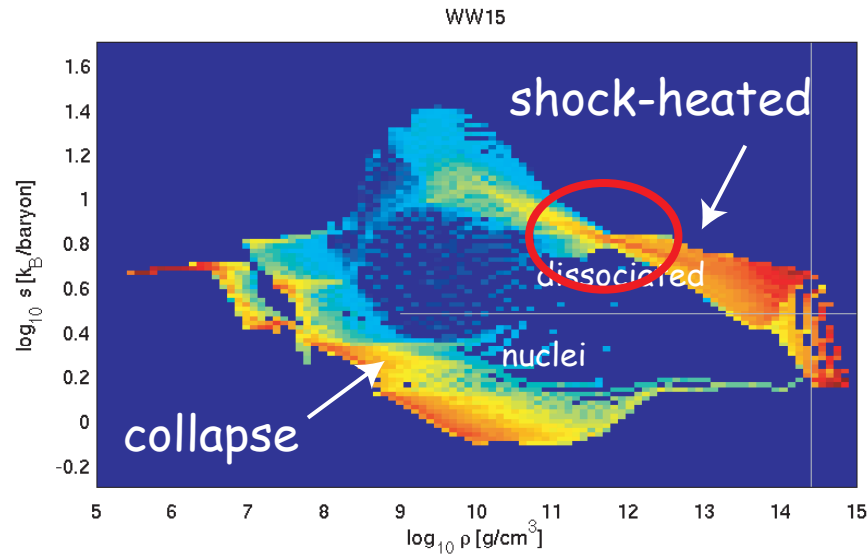 WW15
1.6
1.4
1.2
1
0.8
0.6
0.4
0.2
0
-0.2
log₁₀ s [k_B/baryon]
shock-heated
dissociated
nuclei
collapse
5 6 7 8 9 10 11 12 13 14 15
log₁₀ ρ [g/cm³]